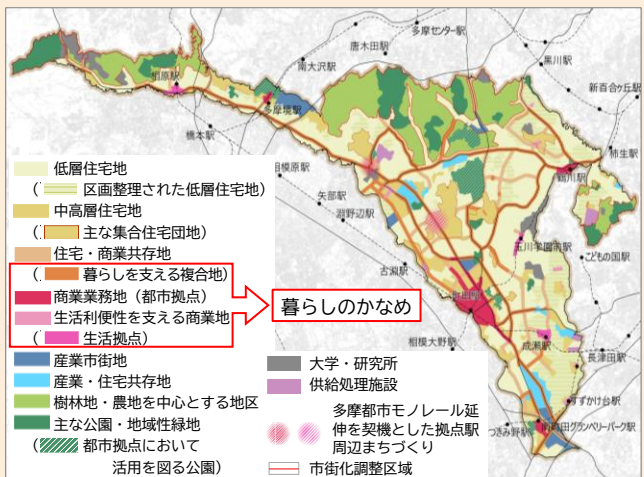 多摩センター駅
唐木田駅
黒川駅
南大沢駅
新百合ヶ丘駅
相原駅
多摩境駅
橋本駅
柿生駅
相模原駅
鶴川駅
矢部駅
淵野辺駅
玉川学園前駅
こどもの国駅
古淵駅
町田駅
相模大野駅
成瀬駅
長津田駅
すずかけ台駅
つきみ野駅
南町田グランベリーパーク駅
低層住宅地
(区画整理された低層住宅地)
中高層住宅地
(主な集合住宅団地)
住宅・商業共存地
(暮らしを支える複合地)
商業業務地(都市拠点)
生活利便性を支える商業地
(生活拠点)
暮らしのかなめ
産業市街地
産業・住宅共存地
樹林地・農地を中心とする地区
主な公園・地域性緑地
(都市拠点において
活用を図る公園)
大学・研究所
供給処理施設
多摩都市モノレール延
伸を契機とした拠点駅
周辺まちづくり
市街化調整区域